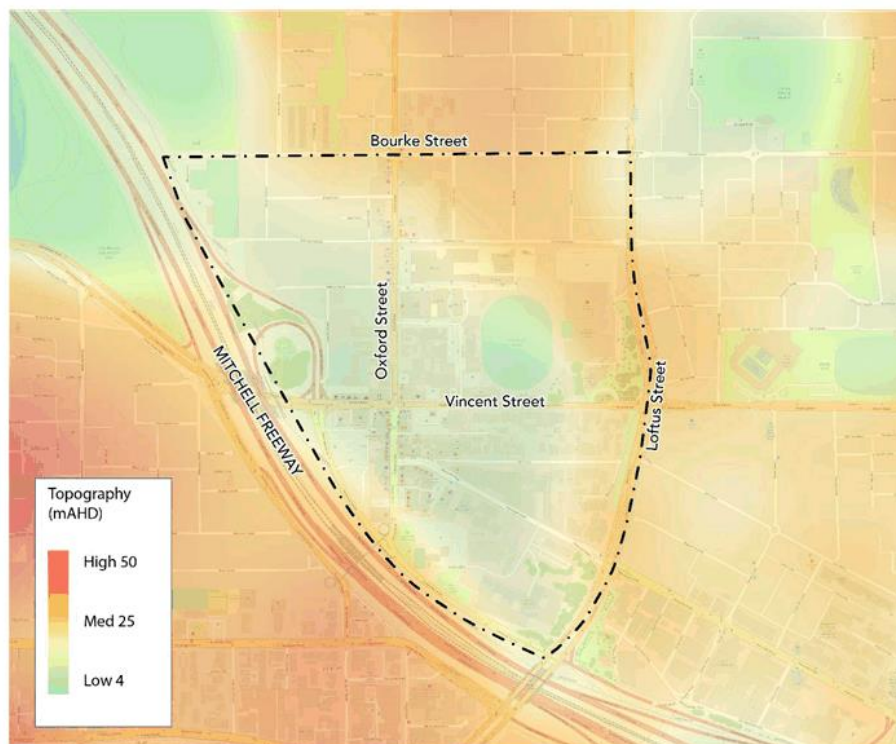 Bourke Street
Oxford Street
Vincent Street
Loftus Street
MITCHELL FREEWAY
Topography
(mAHD)
High 50
Med 25
Low 4